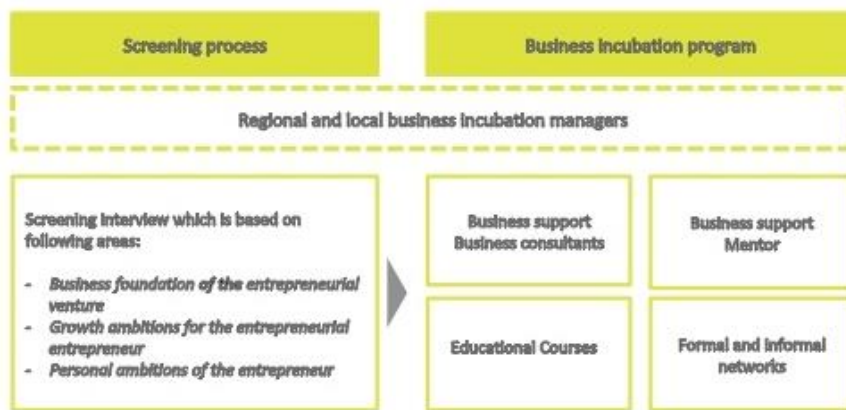 Screening process
Business incubation program
Regional and local business incubation managers
Screening interview which is based on
following areas:
- Business foundation of the entrepreneurial
venture
- Growth ambitions for the entrepreneurial
entrepreneur
- Personal ambitions of the entrepreneur
Business support
Business consultants
Business support
Mentor
Educational Courses
Formal and informal
networks